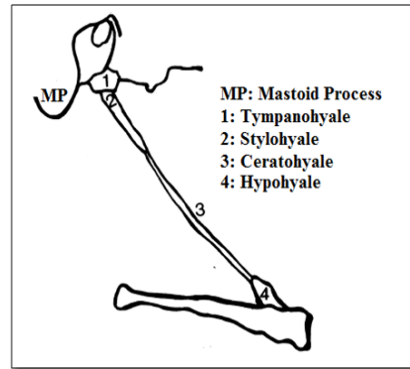 MP
1
2
3
4
MP: Mastoid Process
1: Tympanohyale
2: Stylohyale
3: Ceratohyale
4: Hypohyale